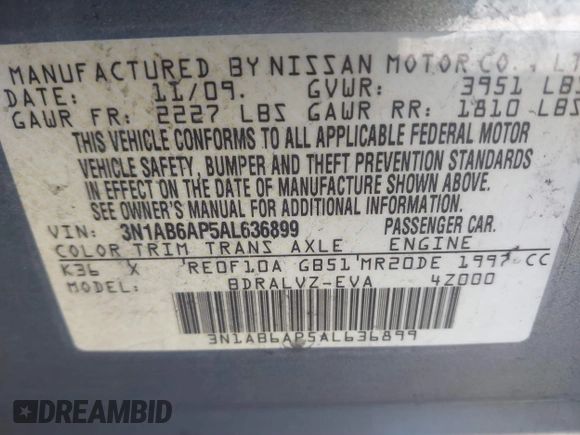 MANUFACTURED BY NISSAN MOTOR CO., LT
DATE: 11/09. GVWR: 3951 LBS
GAWR FR: 2227 LBS GAWR RR: 1810 LBS
THIS VEHICLE CONFORMS TO ALL APPLICABLE FEDERAL MOTOR
VEHICLE SAFETY, BUMPER AND THEFT PREVENTION STANDARDS
IN EFFECT ON THE DATE OF MANUFACTURE SHOWN ABOVE.
SEE OWNER'S MANUAL FOR ADDITIONAL INFORMATION.
VIN: 3N1AB6AP5AL636899 PASSENGER CAR.
COLOR TRIM TRANS AXLE ENGINE
K36 X RE0F10A GB51 MR20DE 1997 CC
BDRALVZ-EVA 4Z000
3N1AB6AP5AL636899
DREAMBID